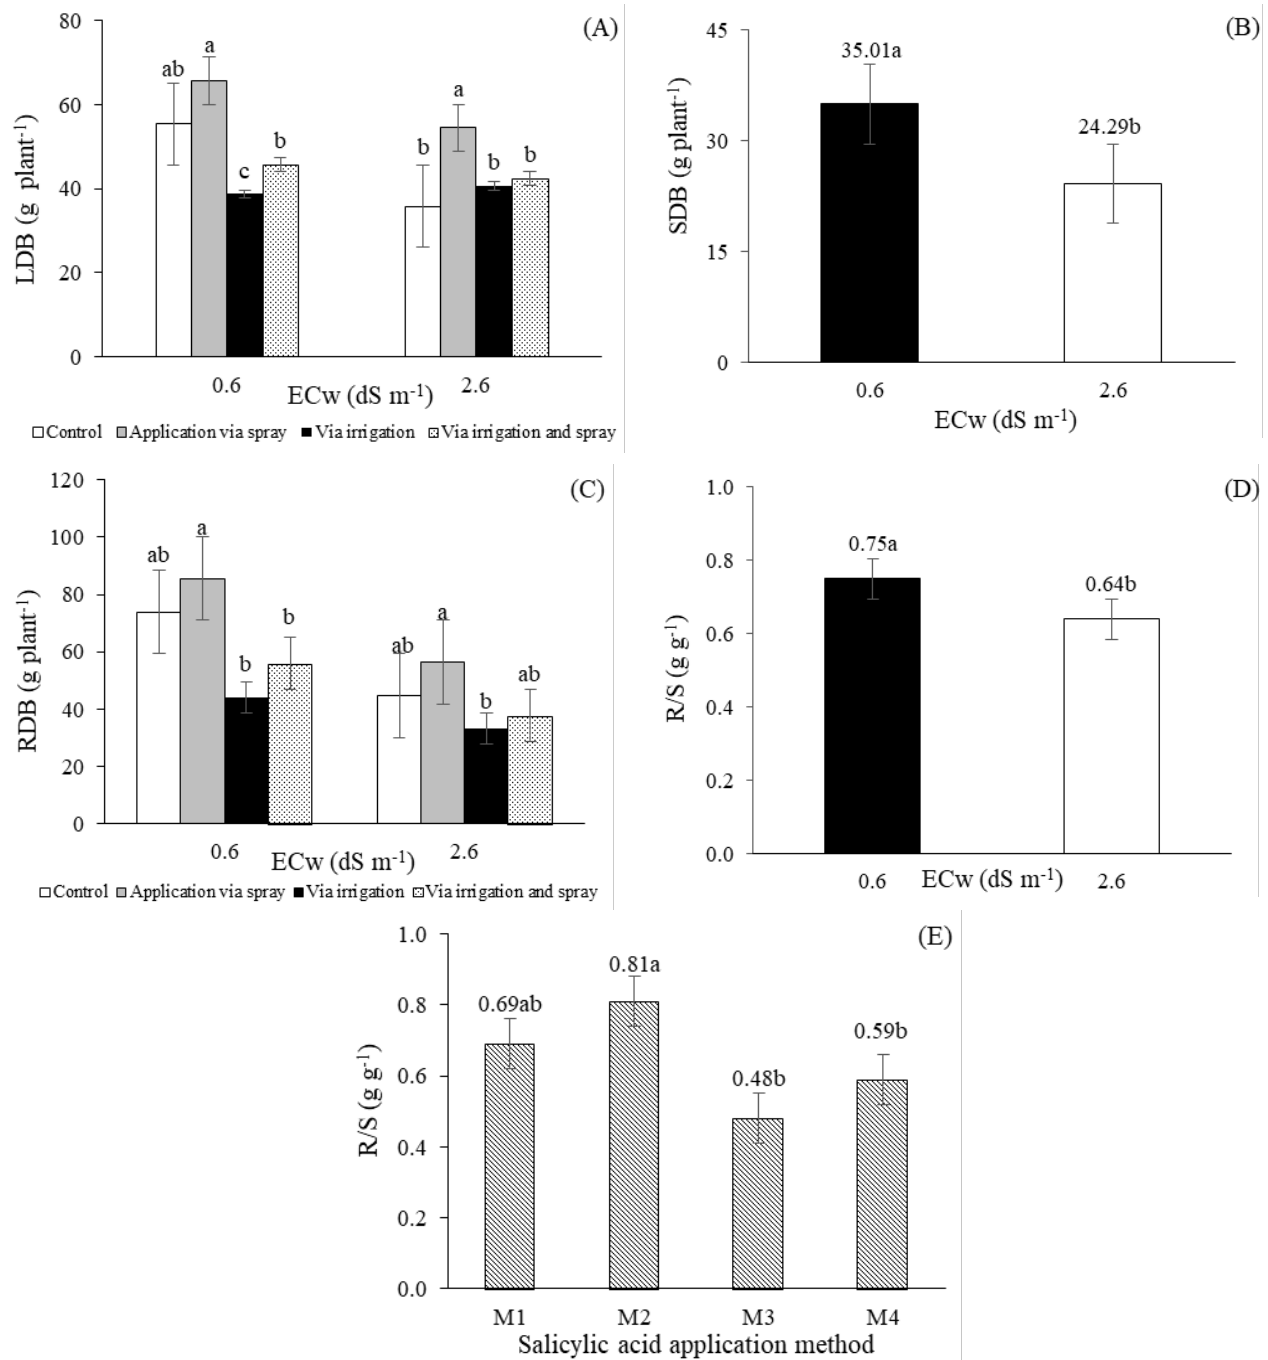 (A)
80
60
40
20
0
LDB (g plant⁻¹)
ab
a
c
b
b
a
b
b
0.6
2.6
ECw (dS m⁻¹)
Control Application via spray Via irrigation Via irrigation and spray
(B)
45
30
15
0
SDB (g plant⁻¹)
35.01a
24.29b
0.6
2.6
ECw (dS m⁻¹)
(C)
120
100
80
60
40
20
0
RDB (g plant⁻¹)
ab
a
b
b
ab
a
b
ab
0.6
2.6
ECw (dS m⁻¹)
Control Application via spray Via irrigation Via irrigation and spray
(D)
1.0
0.8
0.6
0.4
0.2
0.0
R/S (g g⁻¹)
0.75a
0.64b
0.6
ECw (dS m⁻¹)
2.6
(E)
1.0
0.8
0.6
0.4
0.2
0.0
R/S (g g⁻¹)
0.69ab
0.81a
0.48b
0.59b
M1 M2 M3 M4
Salicylic acid application method